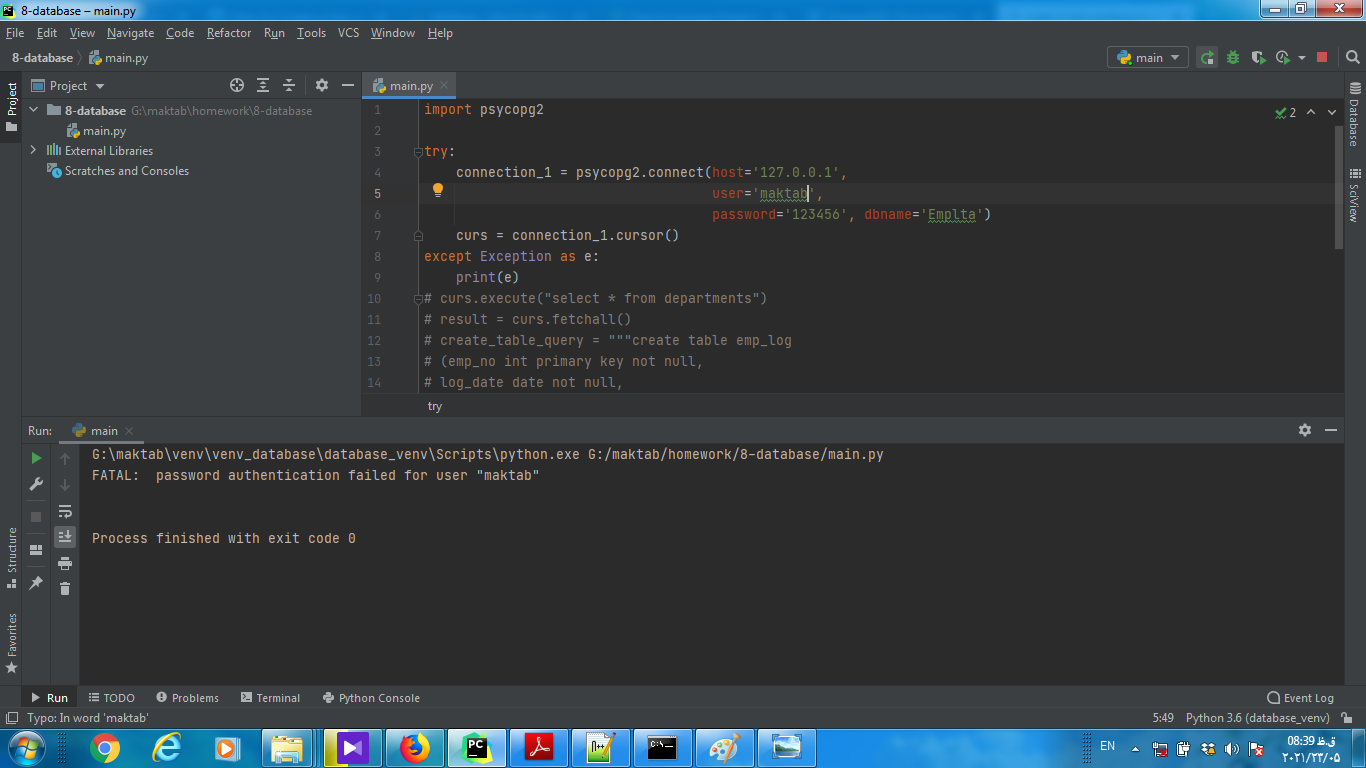 8-database – main.py
File Edit View Navigate Code Refactor Run Tools VCS Window Help
8-database main.py main
Project main.py
Project
8-database G:\maktab\homework\8-database
main.py
External Libraries
Scratches and Consoles
1 import psycopg2
2
3 try:
4 connection_1 = psycopg2.connect(host='127.0.0.1',
5 user='maktab',
6 password='123456', dbname='Emplta')
7 curs = connection_1.cursor()
8 except Exception as e:
9 print(e)
10 # curs.execute("select * from departments")
11 # result = curs.fetchall()
12 # create_table_query = """create table emp_log
13 # (emp_no int primary key not null,
14 # log_date date not null,
2
try
Database
SciView
Run: main
G:\maktab\venv\venv_database\database_venv\Scripts\python.exe G:/maktab/homework/8-database/main.py
FATAL:  password authentication failed for user "maktab"
Process finished with exit code 0
Structure
Favorites
Run TODO Problems Terminal Python Console Event Log
Typo: In word 'maktab' 5:49 Python 3.6 (database_venv)
PC
C:\_
EN
08:39 ق.ظ
۲۰۲۱/۲۳/۰۵